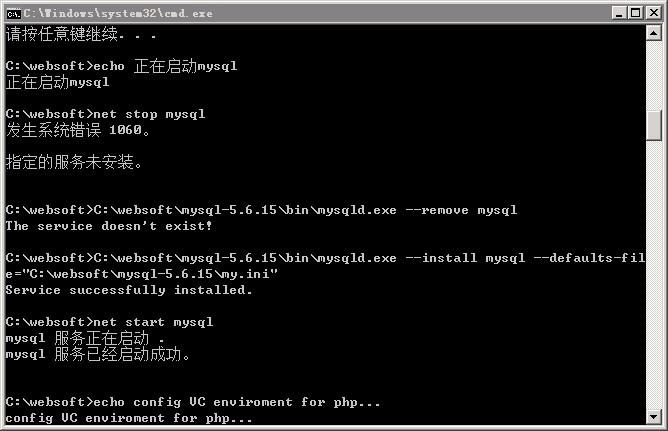 C:\Windows\system32\cmd.exe
请按任意键继续. . .
C:\websoft>echo 正在启动mysql
正在启动mysql
C:\websoft>net stop mysql
发生系统错误 1060。
指定的服务未安装。
C:\websoft>C:\websoft\mysql-5.6.15\bin\mysqld.exe --remove mysql
The service doesn't exist!
C:\websoft>C:\websoft\mysql-5.6.15\bin\mysqld.exe --install mysql --defaults-fil
e="C:\websoft\mysql-5.6.15\my.ini"
Service successfully installed.
C:\websoft>net start mysql
mysql 服务正在启动 .
mysql 服务已经启动成功。
C:\websoft>echo config VC enviroment for php...
config VC enviroment for php...